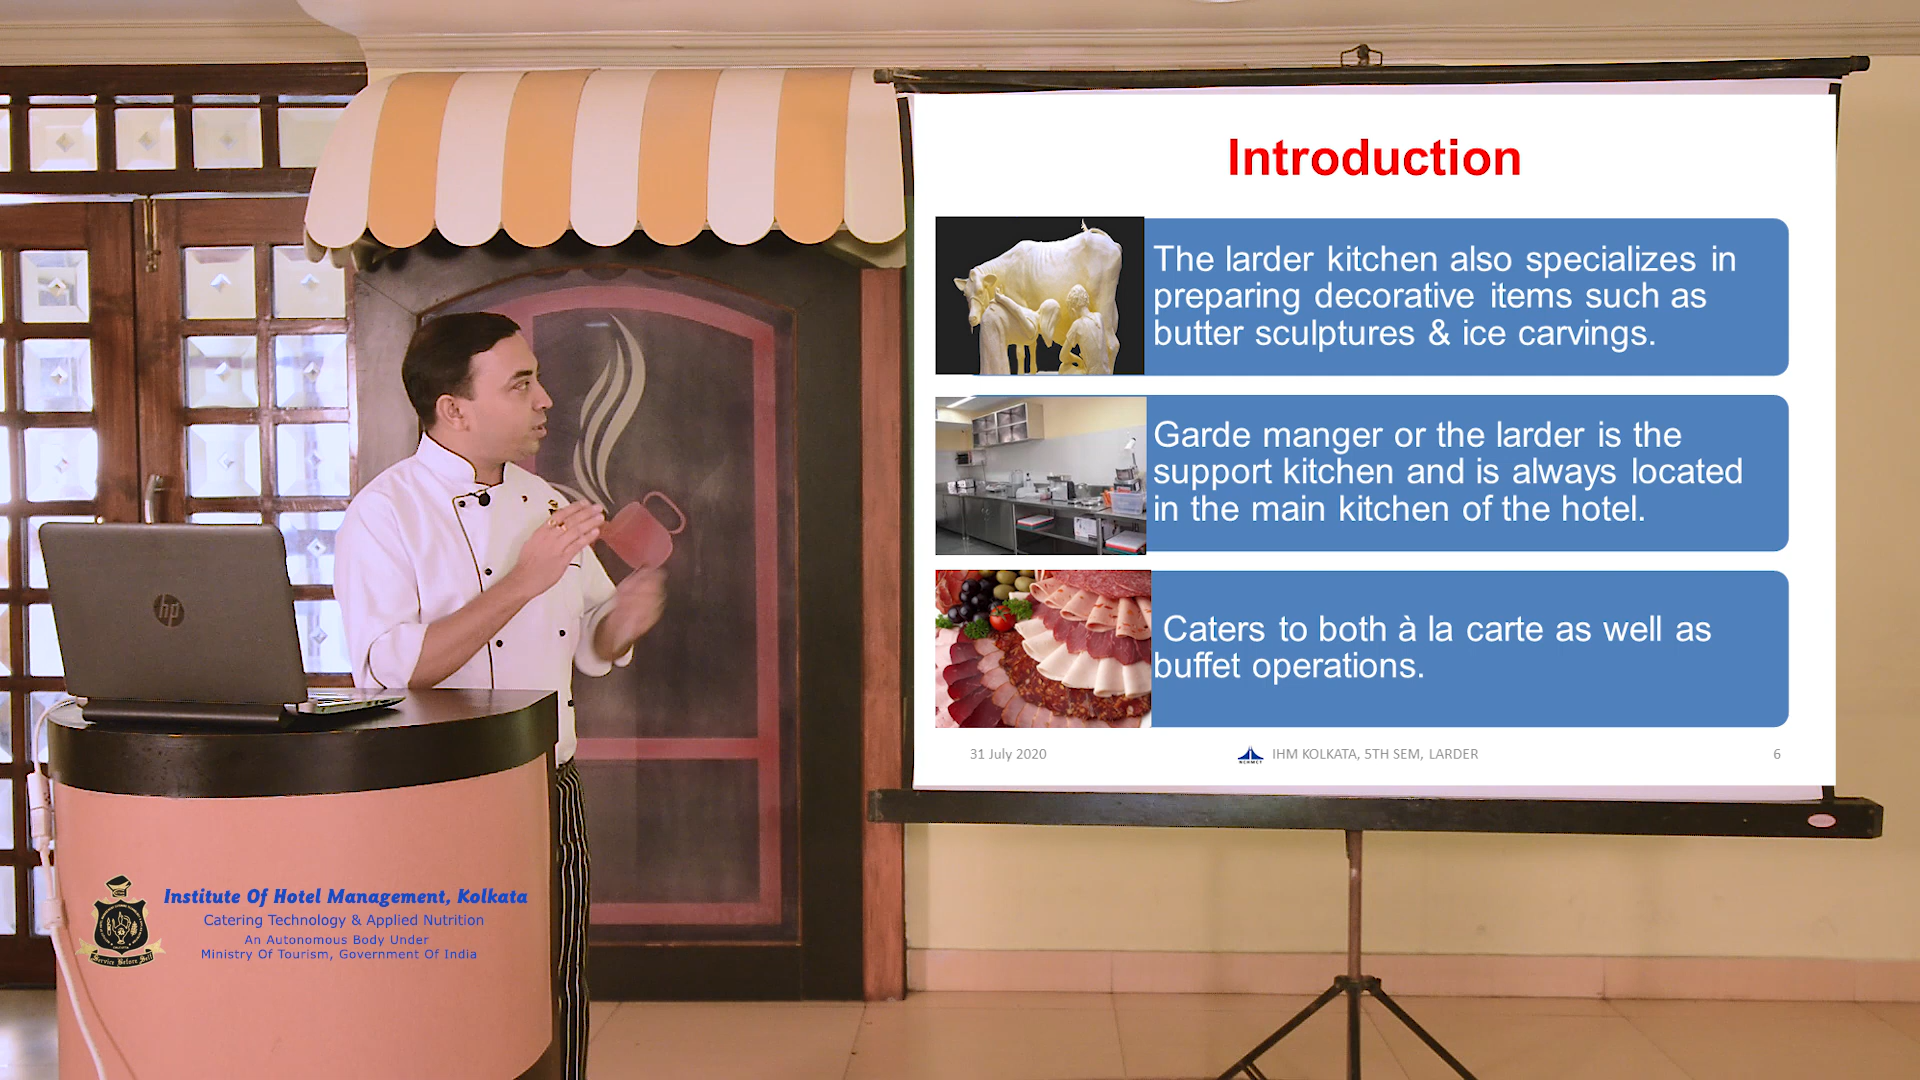 Introduction
The larder kitchen also specializes in
preparing decorative items such as
butter sculptures & ice carvings.
Garde manger or the larder is the
support kitchen and is always located
in the main kitchen of the hotel.
Caters to both à la carte as well as
buffet operations.
31 July 2020
IHM KOLKATA, 5TH SEM, LARDER
6
hp
Institute Of Hotel Management, Kolkata
Catering Technology & Applied Nutrition
An Autonomous Body Under
Ministry Of Tourism, Government Of India
Service Before Self